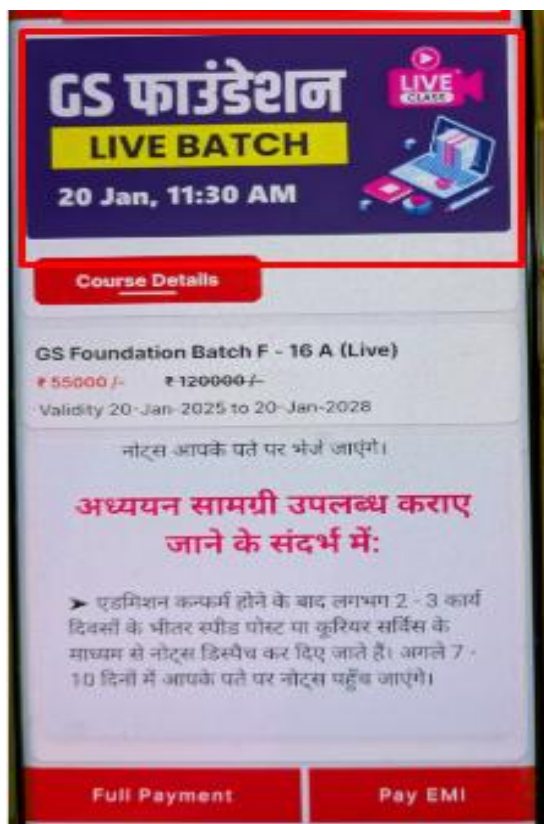 GS फाउंडेशन
LIVE
CLASS
LIVE BATCH
20 Jan, 11:30 AM
Course Details
GS Foundation Batch F - 16 A (Live)
₹ 55000 /- ₹ 120000 /-
Validity 20-Jan-2025 to 20-Jan-2028
नोट्स आपके पते पर भेजे जाएंगे।
अध्ययन सामग्री उपलब्ध कराए
जाने के संदर्भ में:
➤ एडमिशन कन्फर्म होने के बाद लगभग 2 - 3 कार्य
दिवसों के भीतर स्पीड पोस्ट या कूरियर सर्विस के
माध्यम से नोट्स डिस्पैच कर दिए जाते हैं। अगले 7 -
10 दिनों में आपके पते पर नोट्स पहुँच जाएंगे।
Full Payment Pay EMI